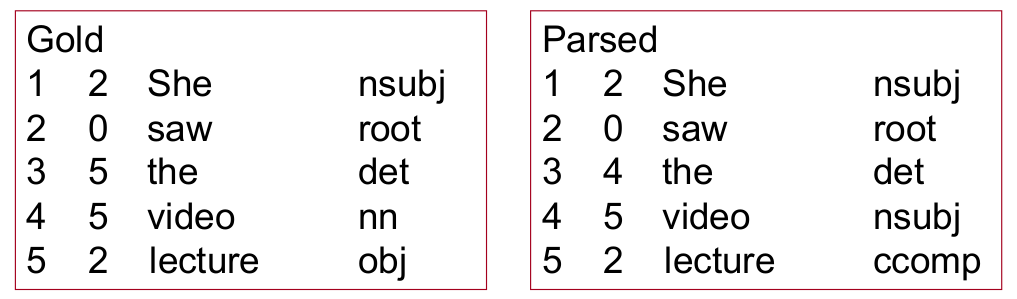 Gold
1 2 She nsubj
2 0 saw root
3 5 the det
4 5 video nn
5 2 lecture obj
Parsed
1 2 She nsubj
2 0 saw root
3 4 the det
4 5 video nsubj
5 2 lecture ccomp